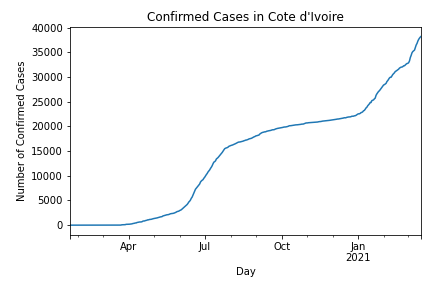 Confirmed Cases in Cote d'Ivoire
40000
35000
30000
25000
20000
15000
10000
5000
0
Number of Confirmed Cases
Apr Jul Oct Jan
2021
Day